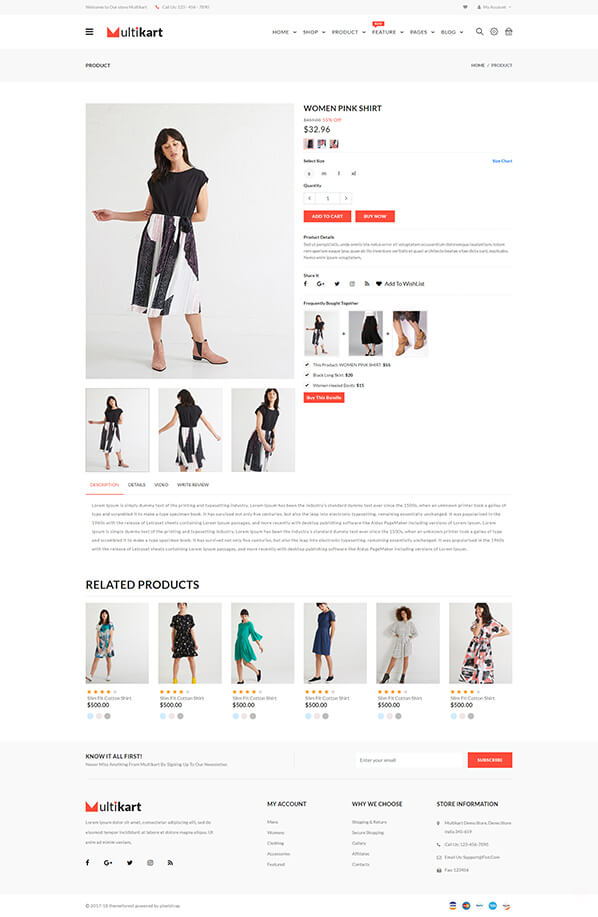 Welcome to Our store Multikart
Call Us: 123 - 456 - 7890
My Account
Multikart
HOME
SHOP
PRODUCT
NEW
FEATURE
PAGES
BLOG
PRODUCT
HOME / PRODUCT
WOMEN PINK SHIRT
$459.00 55% Off
$32.96
Select Size
Size Chart
s m l xl
Quantity
1
ADD TO CART
BUY NOW
Product Details
Sed ut perspiciatis, unde omnis iste natus error sit voluptatem accusantium doloremque laudantium, totam
rem aperiam eaque ipsa, quae ab illo inventore veritatis et quasi architecto beatae vitae dicta sunt, explicabo.
Nemo enim ipsam voluptatem,
Share It
Add To WishList
Frequently Bought Together
+ +
This Product: WOMEN PINK SHIRT: $55
Black Long Skirt: $20
Women Heeled Boots: $15
Buy This Bundle
DESCRIPTION
DETAILS
VIDEO
WRITE REVIEW
Lorem Ipsum is simply dummy text of the printing and typesetting industry. Lorem Ipsum has been the industry's standard dummy text ever since the 1500s, when an unknown printer took a galley of type
and scrambled it to make a type specimen book. It has survived not only five centuries, but also the leap into electronic typesetting, remaining essentially unchanged. It was popularised in the
1960s with the release of Letraset sheets containing Lorem Ipsum passages, and more recently with desktop publishing software like Aldus PageMaker including versions of Lorem Ipsum. Lorem
Ipsum is simply dummy text of the printing and typesetting industry. Lorem Ipsum has been the industry's standard dummy text ever since the 1500s, when an unknown printer took a galley of type
and scrambled it to make a type specimen book. It has survived not only five centuries, but also the leap into electronic typesetting, remaining essentially unchanged. It was popularised in the 1960s
with the release of Letraset sheets containing Lorem Ipsum passages, and more recently with desktop publishing software like Aldus PageMaker including versions of Lorem Ipsum.
RELATED PRODUCTS
Slim Fit Cotton Shirt
$500.00
Slim Fit Cotton Shirt
$500.00
Slim Fit Cotton Shirt
$500.00
Slim Fit Cotton Shirt
$500.00
Slim Fit Cotton Shirt
$500.00
Slim Fit Cotton Shirt
$500.00
KNOW IT ALL FIRST!
Never Miss Anything From Multikart By Signing Up To Our Newsletter.
Enter your email
SUBSCRIBE
Multikart
Lorem ipsum dolor sit amet, consectetur adipiscing elit, sed do
eiusmod tempor incididunt ut labore et dolore magna aliqua. Ut
enim ad minim veniam,
MY ACCOUNT
Mens
Womens
Clothing
Accessories
Featured
WHY WE CHOOSE
Shipping & Return
Secure Shopping
Gallary
Affiliates
Contacts
STORE INFORMATION
Multikart Demo Store, Demo Store
India 345-659
Call Us: 123-456-7890
Email Us: Support@Fiot.Com
Fax: 123456
© 2017-18 themeforest powered by pixelstrap